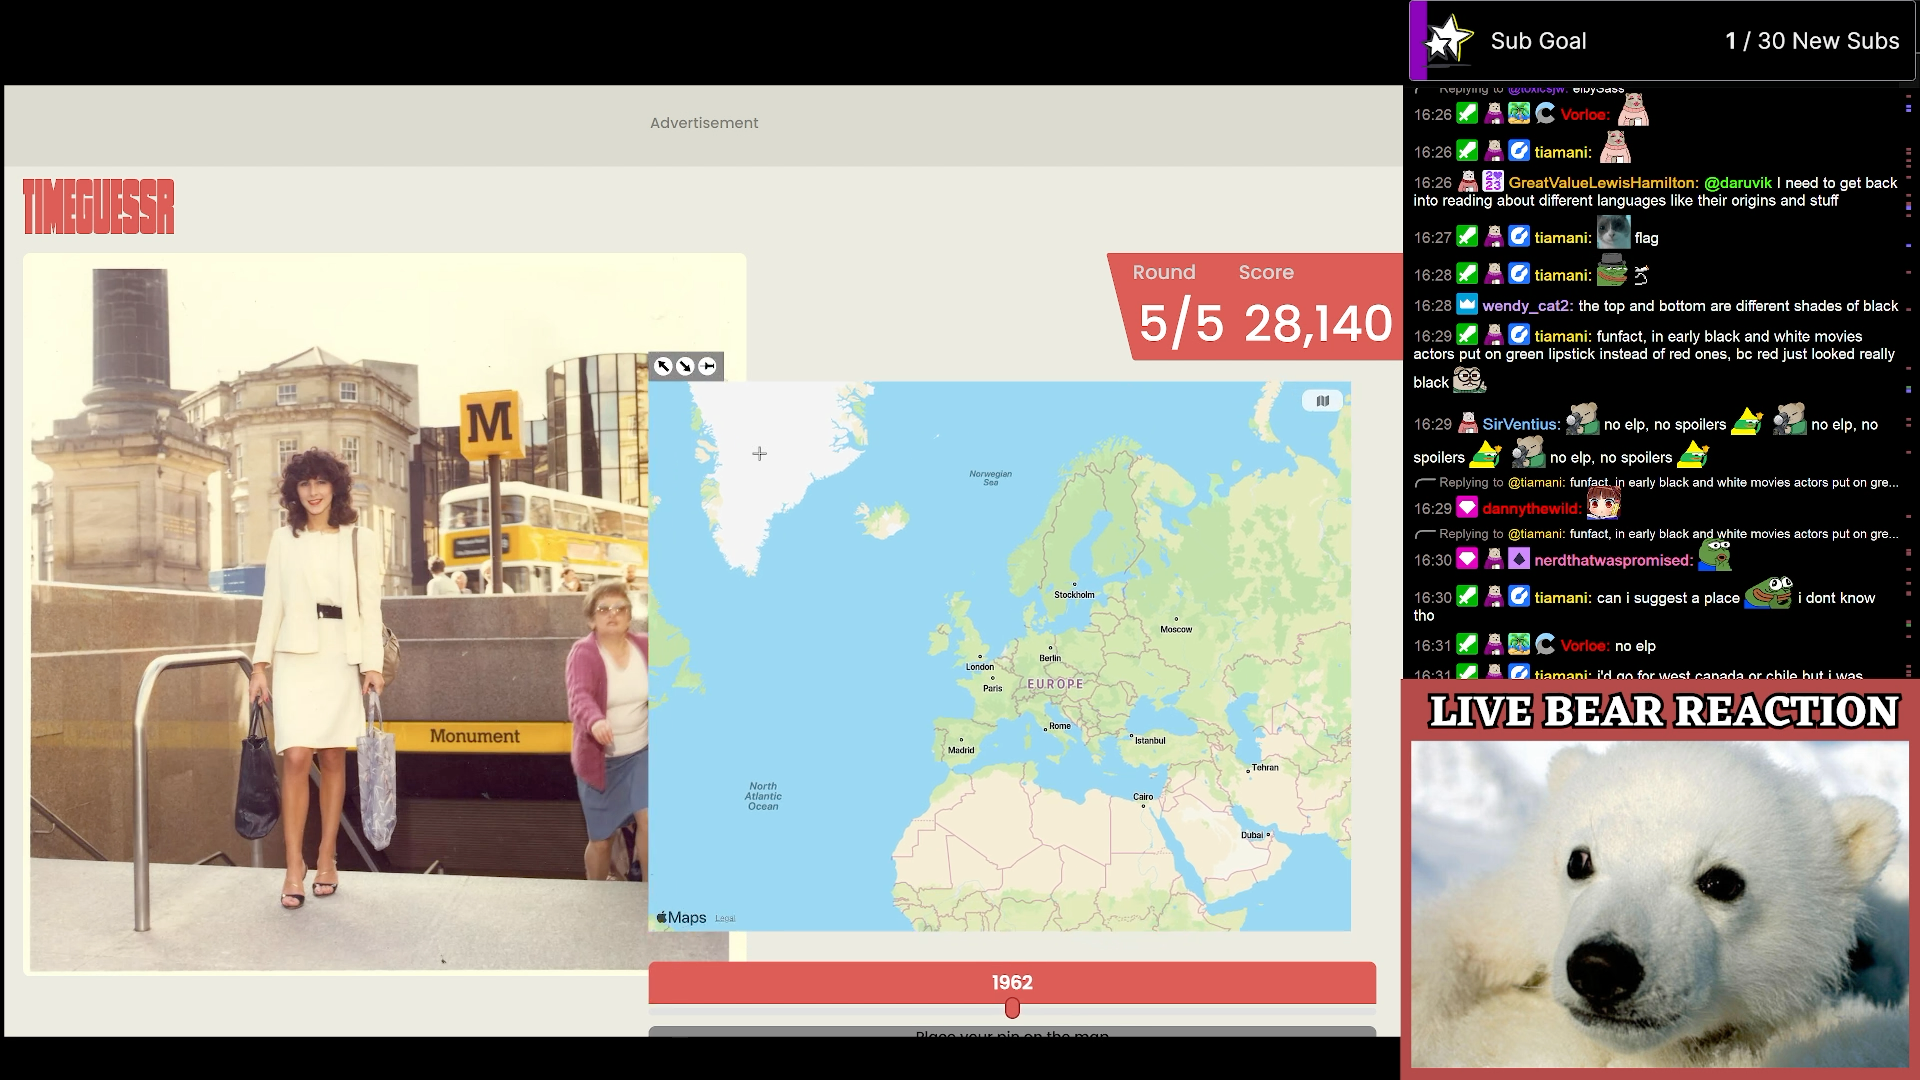 Advertisement
TIMEGUESSR
Round Score
5/5 28,140
M
Monument
Norwegian
Sea
Stockholm
Moscow
Berlin
London
Paris
EUROPE
Rome
Istanbul
Madrid
Tehran
Cairo
Dubai
North
Atlantic
Ocean
Maps Legal
1962
Place your pin on the map
Sub Goal 1 / 30 New Subs
Replying to @toxicsjw: elbySass
16:26 Vorloe:
16:26 tiamani:
16:26 GreatValueLewisHamilton: @daruvik I need to get back
into reading about different languages like their origins and stuff
16:27 tiamani: flag
16:28 tiamani:
16:28 wendy_cat2: the top and bottom are different shades of black
16:29 tiamani: funfact, in early black and white movies
actors put on green lipstick instead of red ones, bc red just looked really
black
16:29 SirVentius: no elp, no spoilers no elp, no
spoilers no elp, no spoilers
Replying to @tiamani: funfact, in early black and white movies actors put on gre...
16:29 dannythewild:
Replying to @tiamani: funfact, in early black and white movies actors put on gre...
16:30 nerdthatwaspromised:
16:30 tiamani: can i suggest a place i dont know
tho
16:31 Vorloe: no elp
16:31 tiamani: i'd go for west canada or chile but i was
LIVE BEAR REACTION